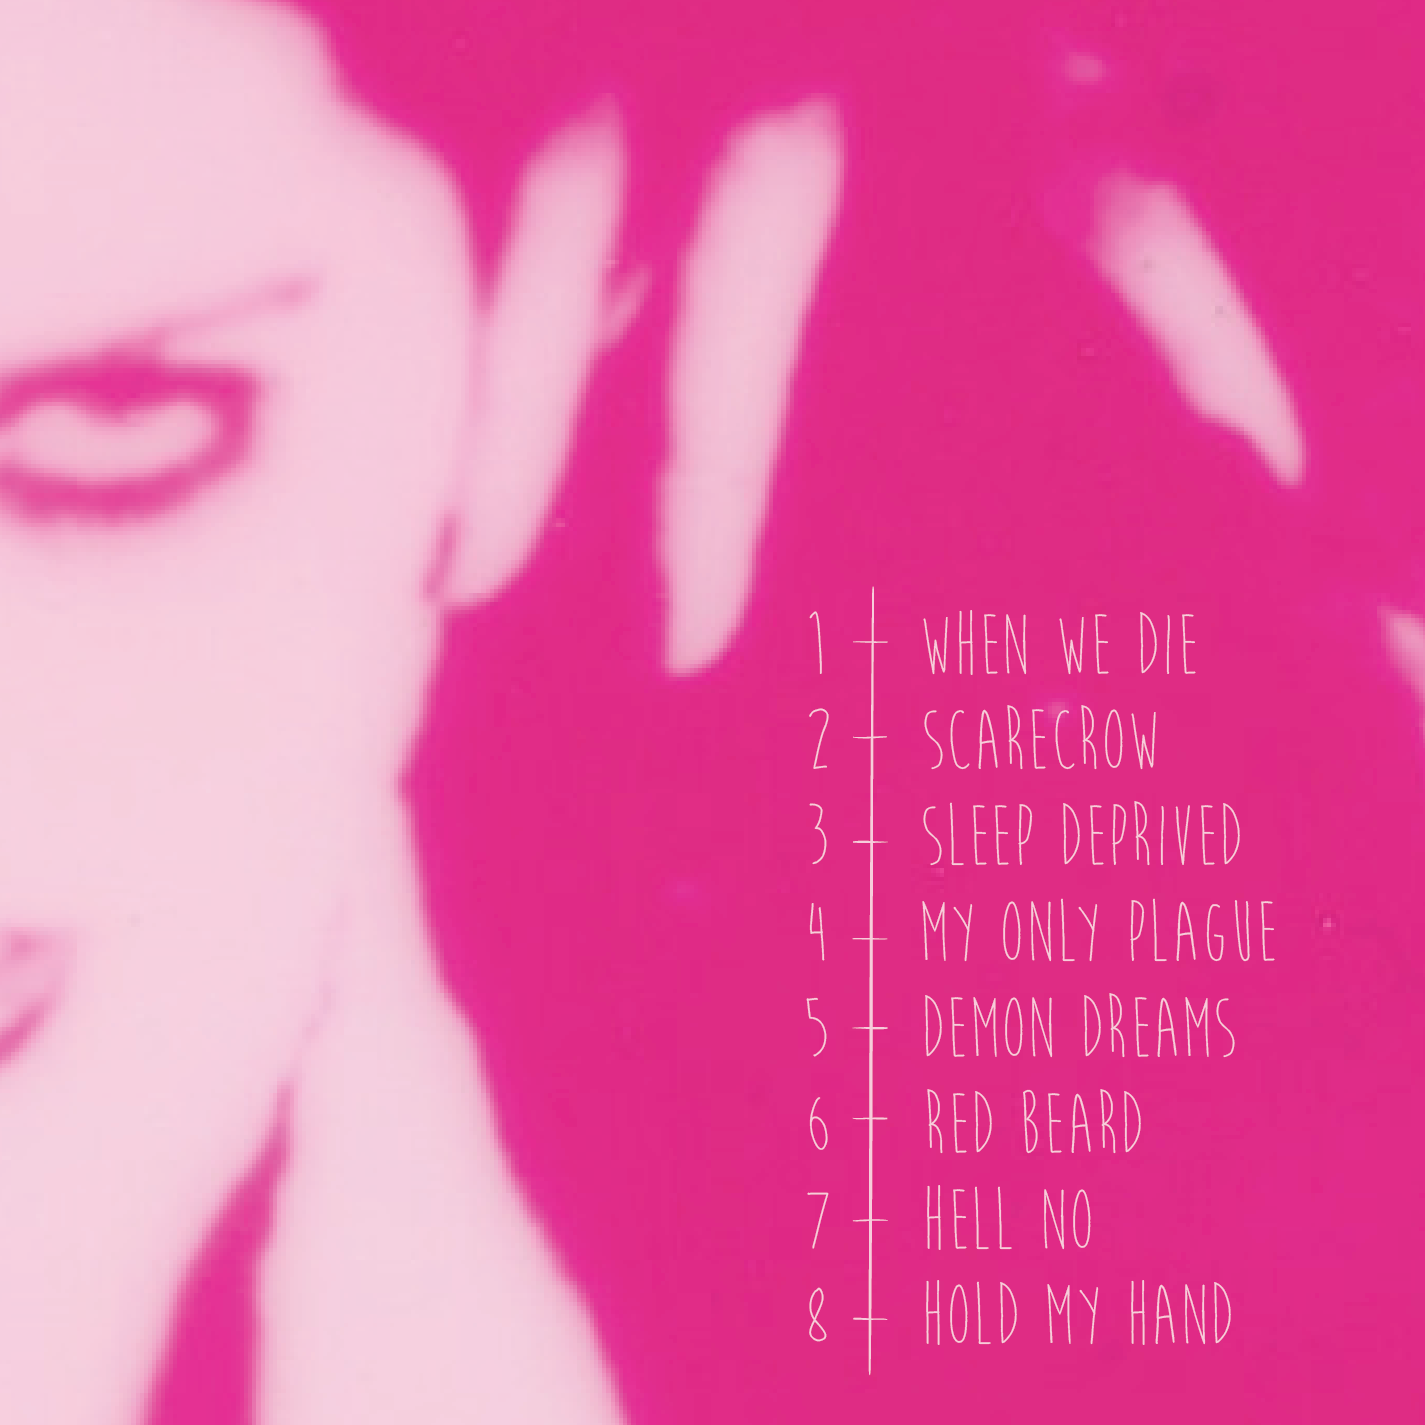 1 WHEN WE DIE
2 SCARECROW
3 SLEEP DEPRIVED
4 MY ONLY PLAGUE
5 DEMON DREAMS
6 RED BEARD
7 HELL NO
8 HOLD MY HAND